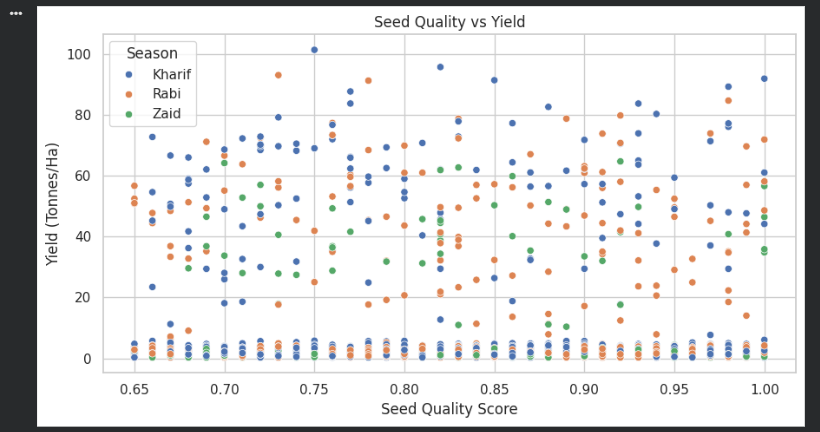 Seed Quality vs Yield
Season
Kharif
Rabi
Zaid
Yield (Tonnes/Ha)
100
80
60
40
20
0
0.65 0.70 0.75 0.80 0.85 0.90 0.95 1.00
Seed Quality Score